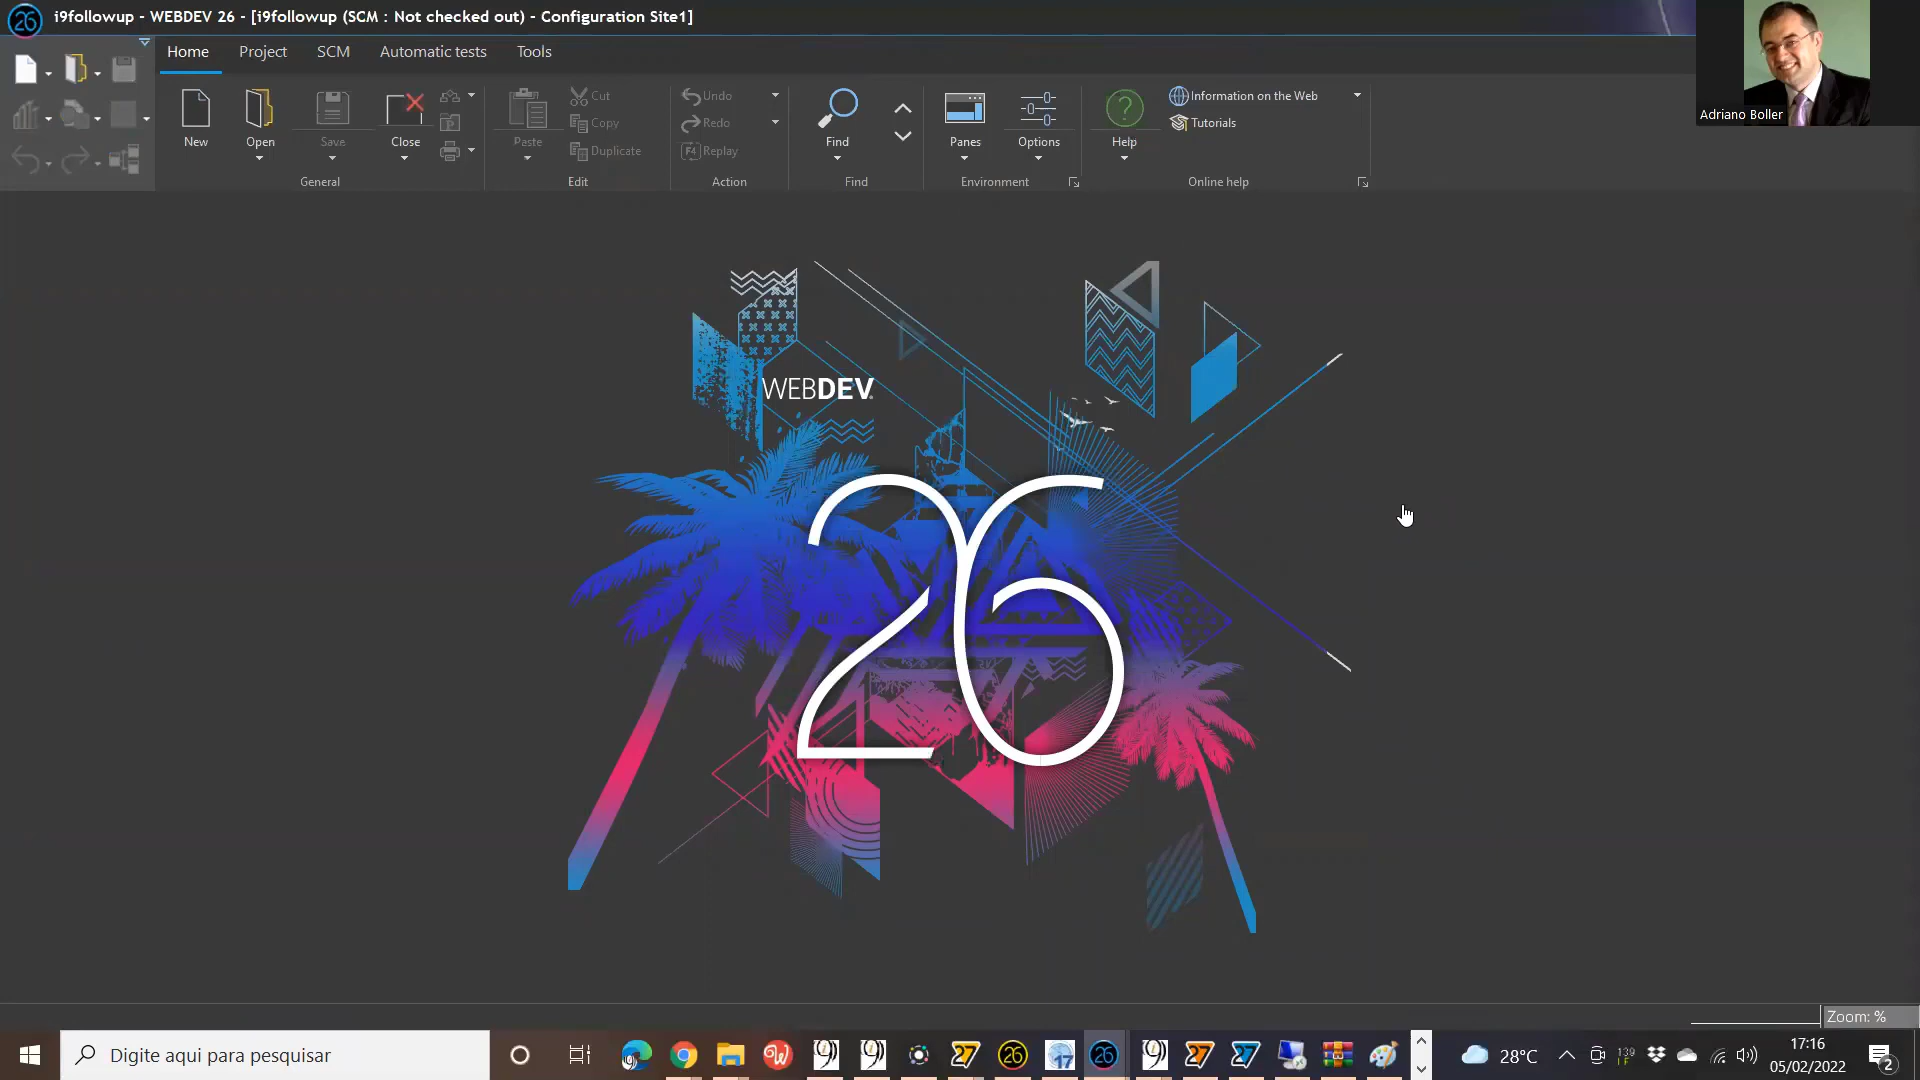 i9followup - WEBDEV 26 - [i9followup (SCM : Not checked out) - Configuration Site1]
Home Project SCM Automatic tests Tools
New Open Save Close
Paste Cut
Copy
Duplicate
Undo
Redo
F4 Replay
Find
Panes Options
Help Information on the Web
Tutorials
General Edit Action Find Environment Online help
Adriano Boller
WEBDEV
26
Zoom: %
Digite aqui para pesquisar
28°C
17:16
05/02/2022
2